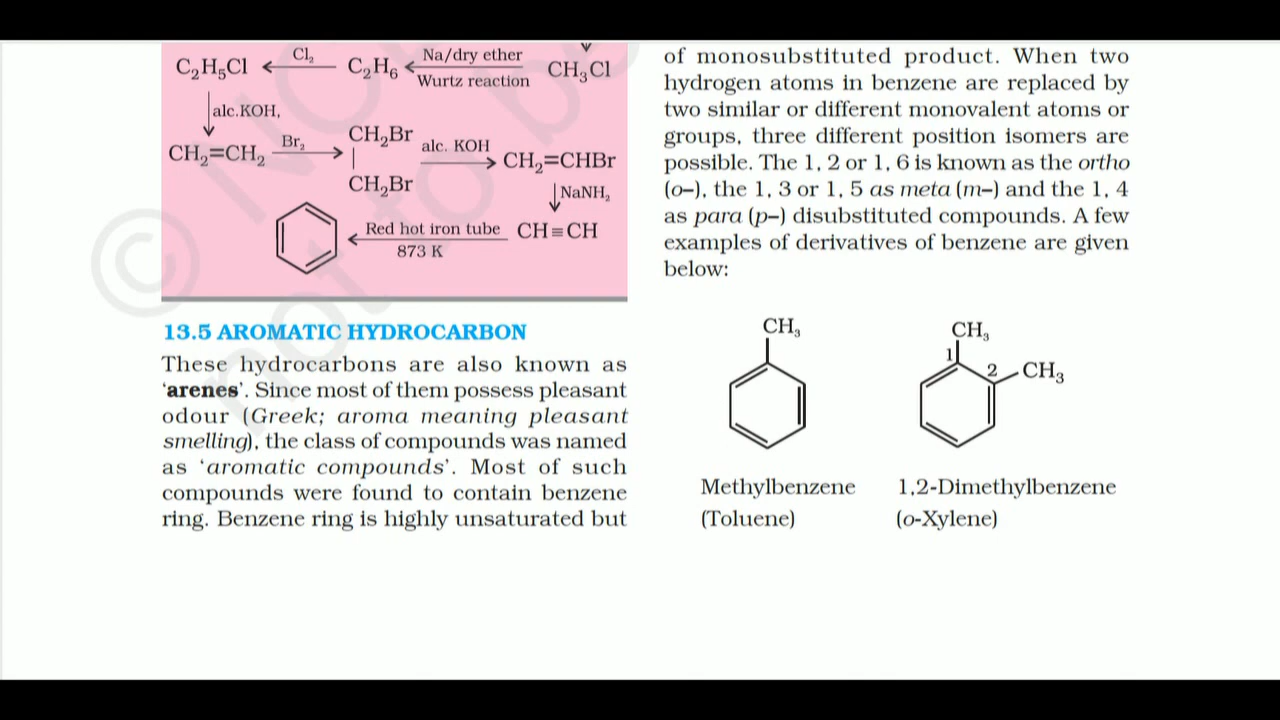 C₂H₅Cl ← Cl₂ C₂H₆ ← Na/dry ether Wurtz reaction CH₃Cl
alc.KOH,
CH₂=CH₂ Br₂ → CH₂Br | CH₂Br alc. KOH → CH₂=CHBr
NaNH₂
Red hot iron tube CH≡CH
873 K
13.5 AROMATIC HYDROCARBON
These hydrocarbons are also known as
‘arenes’. Since most of them possess pleasant
odour (Greek; aroma meaning pleasant
smelling), the class of compounds was named
as ‘aromatic compounds’. Most of such
compounds were found to contain benzene
ring. Benzene ring is highly unsaturated but
of monosubstituted product. When two
hydrogen atoms in benzene are replaced by
two similar or different monovalent atoms or
groups, three different position isomers are
possible. The 1, 2 or 1, 6 is known as the ortho
(o–), the 1, 3 or 1, 5 as meta (m–) and the 1, 4
as para (p–) disubstituted compounds. A few
examples of derivatives of benzene are given
below:
CH₃ CH₃
1 2 CH₃
Methylbenzene 1,2-Dimethylbenzene
(Toluene) (o-Xylene)
© not to b